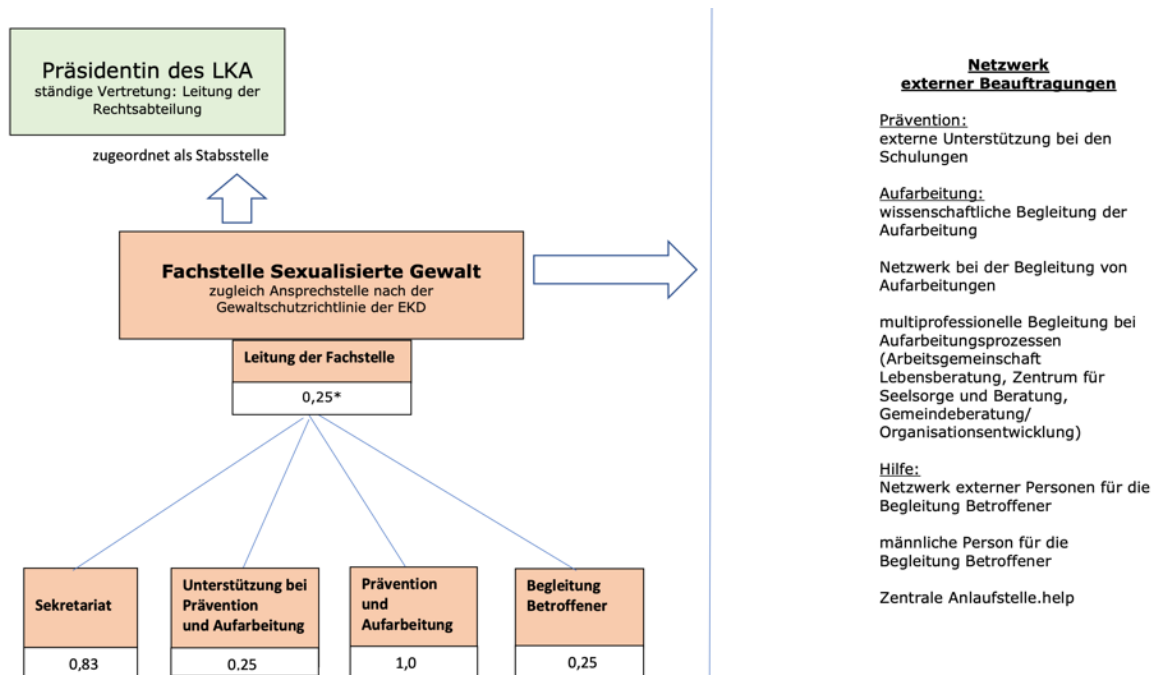 Präsidentin des LKA
ständige Vertretung: Leitung der
Rechtsabteilung
zugeordnet als Stabsstelle
Fachstelle Sexualisierte Gewalt
zugleich Ansprechstelle nach der
Gewaltschutzrichtlinie der EKD
Leitung der Fachstelle
0,25*
Sekretariat
0,83
Unterstützung bei
Prävention
und Aufarbeitung
0.25
Prävention
und
Aufarbeitung
1,0
Begleitung
Betroffener
0,25
Netzwerk
externer Beauftragungen
Prävention:
externe Unterstützung bei den
Schulungen
Aufarbeitung:
wissenschaftliche Begleitung der
Aufarbeitung
Netzwerk bei der Begleitung von
Aufarbeitungen
multiprofessionelle Begleitung bei
Aufarbeitungsprozessen
(Arbeitsgemeinschaft
Lebensberatung, Zentrum für
Seelsorge und Beratung,
Gemeindeberatung/
Organisationsentwicklung)
Hilfe:
Netzwerk externer Personen für die
Begleitung Betroffener
männliche Person für die
Begleitung Betroffener
Zentrale Anlaufstelle.help